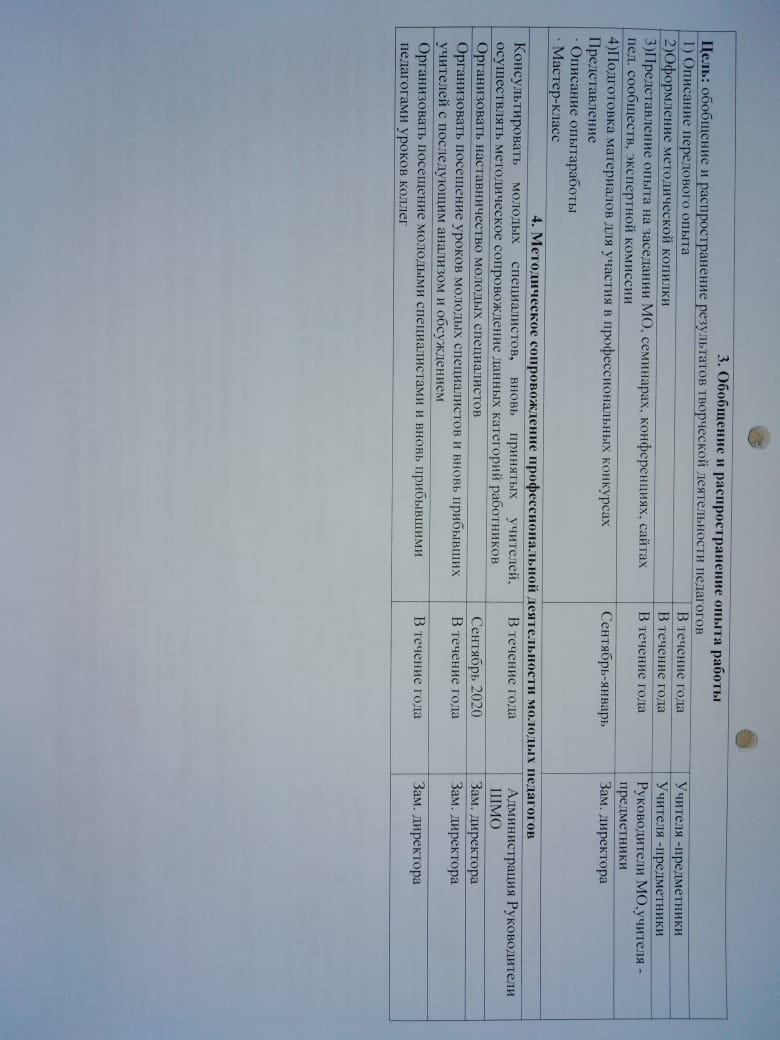 3. Обобщение и распространение опыта работы
Цель: обобщение и распространение результатов творческой деятельности педагогов
1) Описание передового опыта В течение года Учителя -предметники
2)Оформление методической копилки В течение года Учителя -предметники
3)Представление опыта на заседании МО, семинарах, конференциях, сайтах В течение года Руководители МО,учителя -
пед. сообществ, экспертной комиссии предметники
4)Подготовка материалов для участия в профессиональных конкурсах Сентябрь-январь Зам. директора
Представление
· Описание опытаработы
· Мастер-класс
4. Методическое сопровождение профессиональной деятельности молодых педагогов
Консультировать молодых специалистов, вновь принятых учителей, В течение года Администрация Руководители
осуществлять методическое сопровождение данных категорий работников ШМО
Организовать наставничество молодых специалистов Сентябрь 2020 Зам. директора
Организовать посещение уроков молодых специалистов и вновь прибывших В течение года Зам. директора
учителей с последующим анализом и обсуждением
Организовать посещение молодыми специалистами и вновь прибывшими В течение года Зам. директора
педагогами уроков коллег